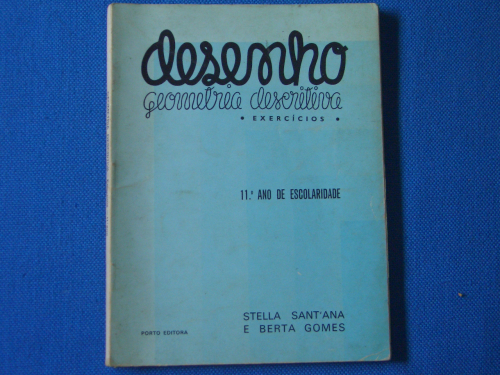 desenho
geometria descritiva
• EXERCÍCIOS •
11.º ANO DE ESCOLARIDADE
STELLA SANT'ANA
E BERTA GOMES
PORTO EDITORA